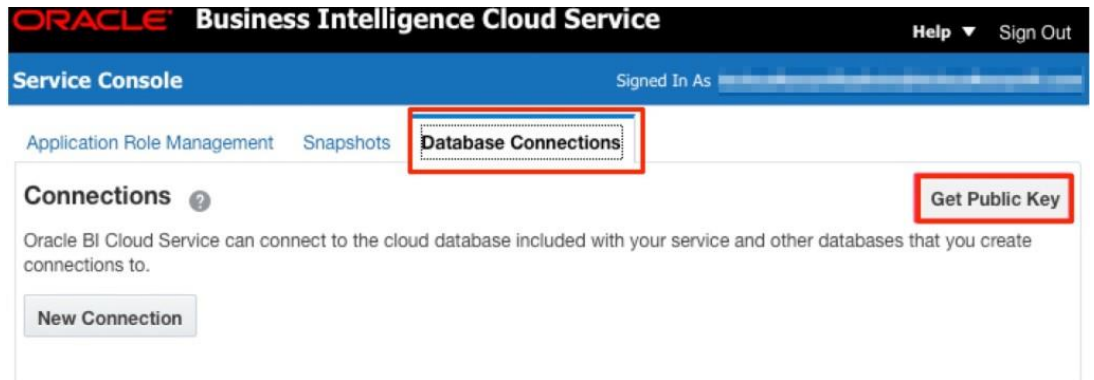 ORACLE Business Intelligence Cloud Service
Help ▼ Sign Out
Service Console
Signed In As
Application Role Management Snapshots Database Connections
Connections ?
Get Public Key
Oracle BI Cloud Service can connect to the cloud database included with your service and other databases that you create
connections to.
New Connection